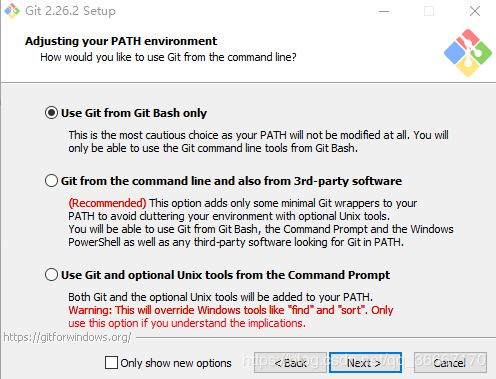 Git 2.26.2 Setup
Adjusting your PATH environment
How would you like to use Git from the command line?
Use Git from Git Bash only
This is the most cautious choice as your PATH will not be modified at all. You will
only be able to use the Git command line tools from Git Bash.
Git from the command line and also from 3rd-party software
(Recommended) This option adds only some minimal Git wrappers to your
PATH to avoid cluttering your environment with optional Unix tools.
You will be able to use Git from Git Bash, the Command Prompt and the Windows
PowerShell as well as any third-party software looking for Git in PATH.
Use Git and optional Unix tools from the Command Prompt
Both Git and the optional Unix tools will be added to your PATH.
Warning: This will override Windows tools like "find" and "sort". Only
use this option if you understand the implications.
https://gitforwindows.org/
Only show new options
< Back
Next >
Cancel